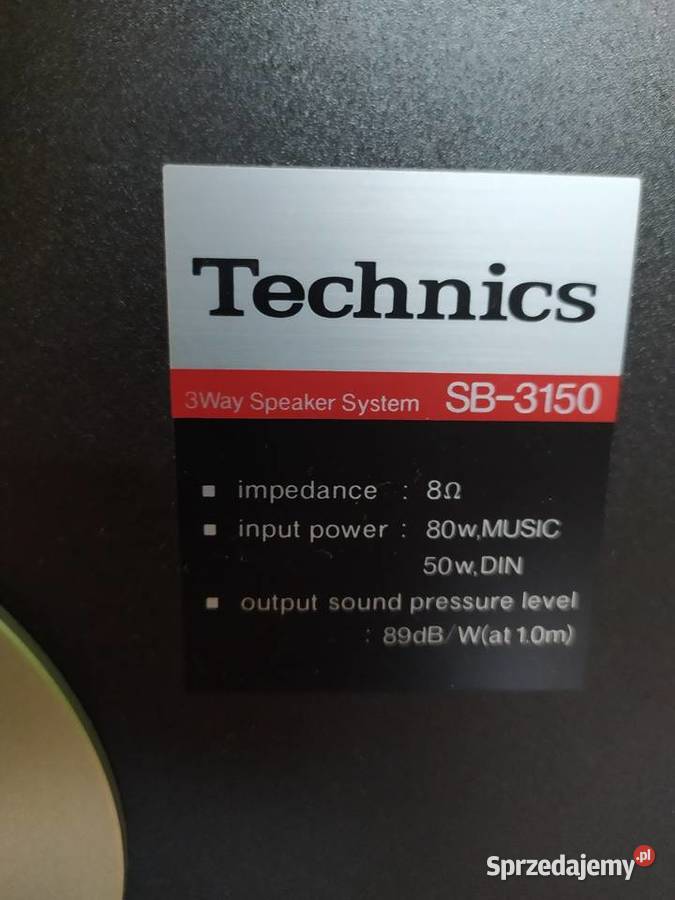 Technics
3Way Speaker System SB-3150
■ impedance : 8Ω
■ input power : 80w,MUSIC
50w,DIN
■ output sound pressure level
: 89dB/W(at 1.0m)
Sprzedajemy.pl